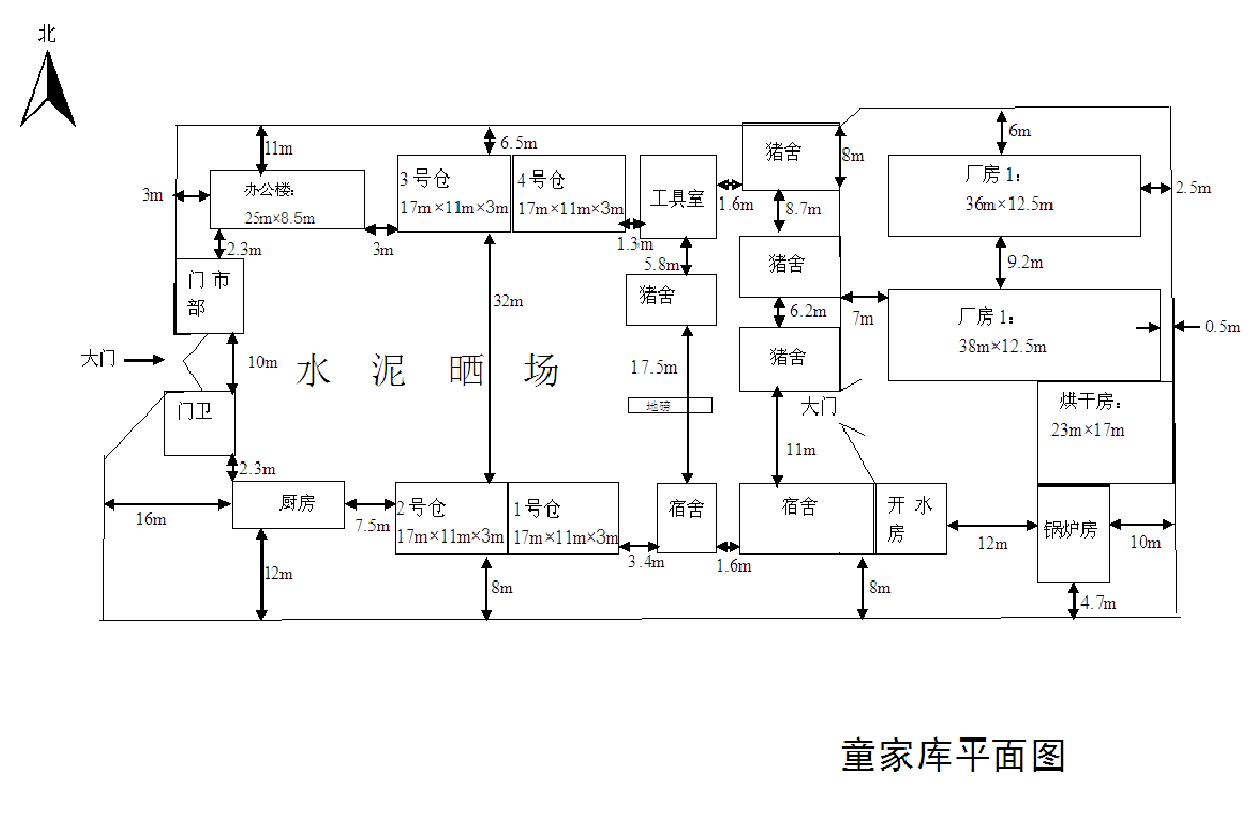 北
6.5m
11m
6m
猪舍
8m
3号仓
4号仓
厂房1:
办公楼:
工具室
3m
2.5m
17m×11m×3m
17m×11m×3m
1.6m
36m×12.5m
25m×8.5m
8.7m
2.3m
3m
1.3m
5.8m
猪舍
9.2m
门 市
部
猪舍
32m
6.2m
7m
厂房1:
0.5m
大门
10m
水 泥 晒 场
17.5m
猪舍
38m×12.5m
门卫
地磅
大门
烘干房:
23m×17m
11m
2.3m
厨房
2号仓
1号仓
宿舍
宿舍
开 水
房
16m
7.5m
17m×11m×3m
17m×11m×3m
锅炉房
12m
10m
3.4m
1.6m
12m
8m
8m
4.7m
童家库平面图